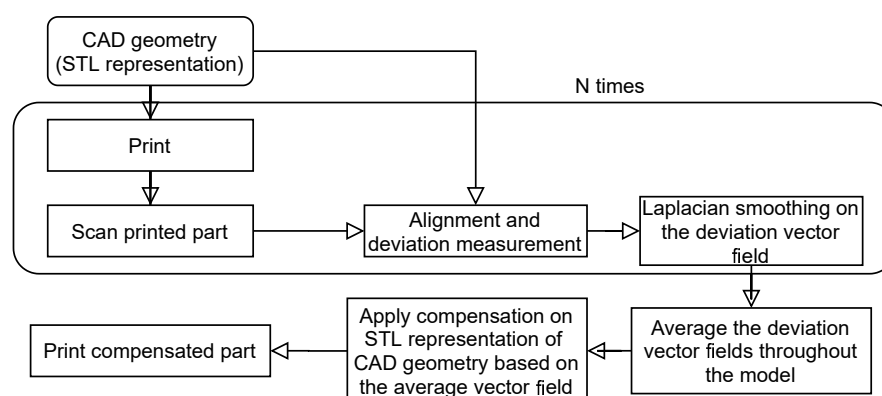 CAD geometry
(STL representation)
N times
Print
Scan printed part
Alignment and
deviation measurement
Laplacian smoothing on
the deviation vector
field
Print compensated part
Apply compensation on
STL representation of
CAD geometry based on
the average vector field
Average the deviation
vector fields throughout
the model